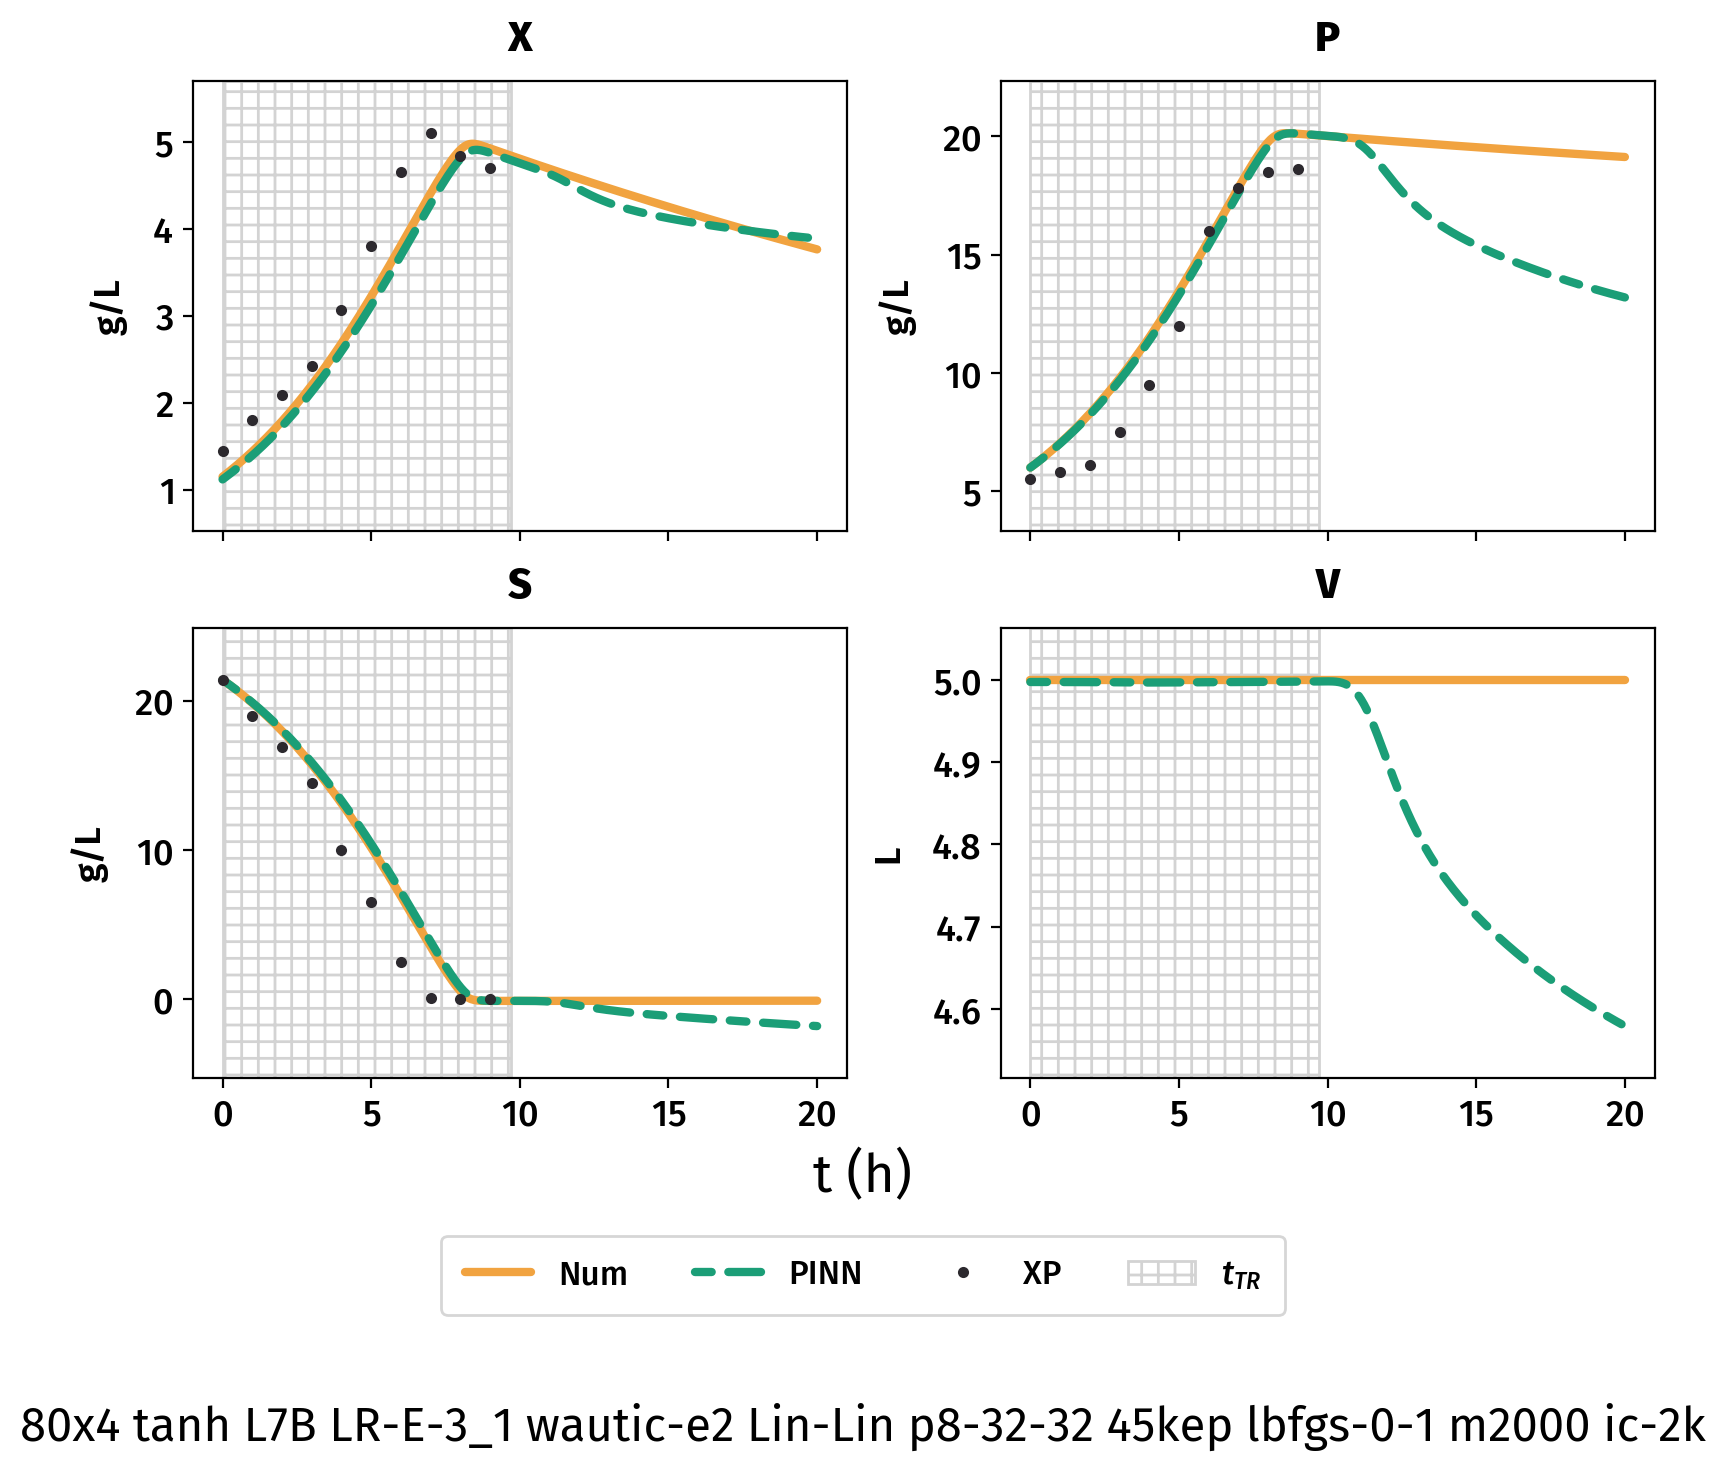 X
P
5
4
3
2
1
g/L
20
15
10
5
g/L
S
V
20
10
0
g/L
5.0
4.9
4.8
4.7
4.6
L
0 5 10 15 20
0 5 10 15 20
t (h)
Num PINN XP tTR
80x4 tanh L7B LR-E-3_1 wautic-e2 Lin-Lin p8-32-32 45kep lbfgs-0-1 m2000 ic-2k